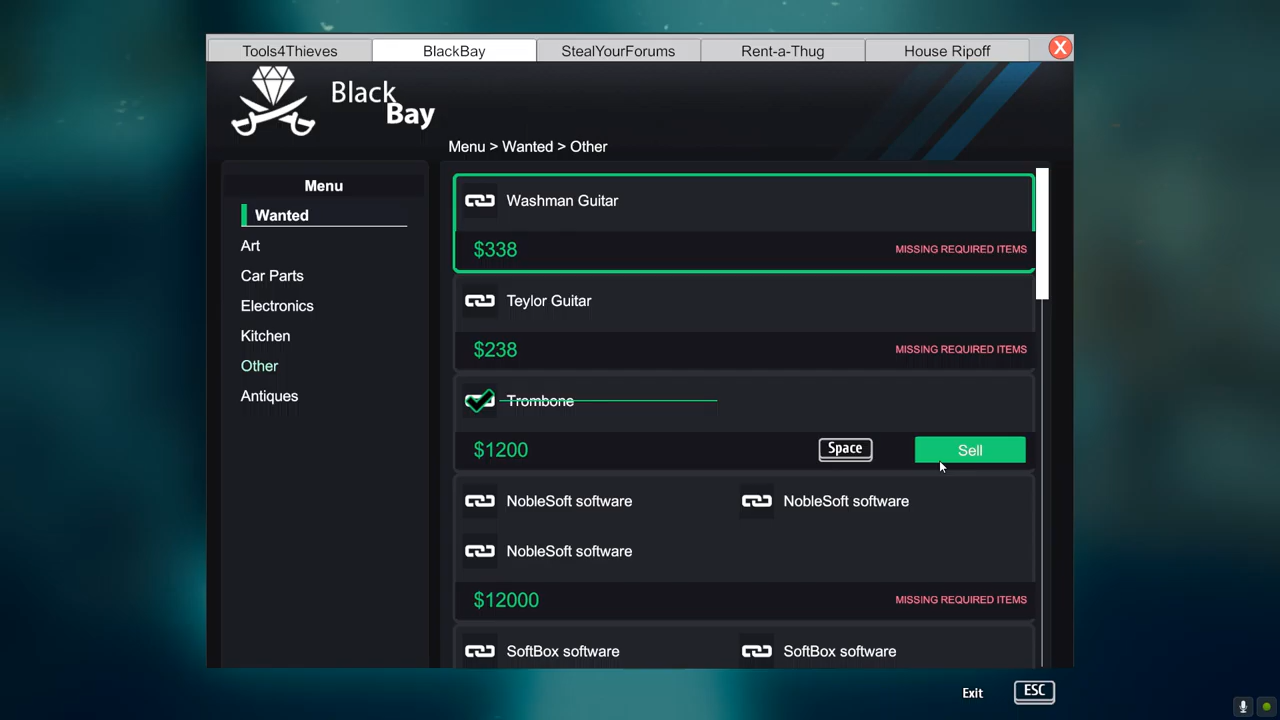 Tools4Thieves BlackBay StealYourForums Rent-a-Thug House Ripoff X
Black
Bay
Menu > Wanted > Other
Menu
Wanted
Art
Car Parts
Electronics
Kitchen
Other
Antiques
Washman Guitar
$338 MISSING REQUIRED ITEMS
Teylor Guitar
$238 MISSING REQUIRED ITEMS
Trombone
$1200 Space Sell
NobleSoft software NobleSoft software
NobleSoft software
$12000 MISSING REQUIRED ITEMS
SoftBox software SoftBox software
Exit ESC